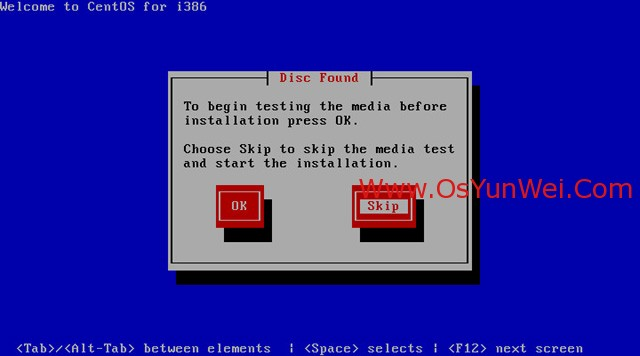 Welcome to CentOS for i386
Disc Found
To begin testing the media before
installation press OK.
Choose Skip to skip the media test
and start the installation.
Www.OsYunWei.Com
OK Skip
<Tab>/<Alt-Tab> between elements | <Space> selects | <F12> next screen